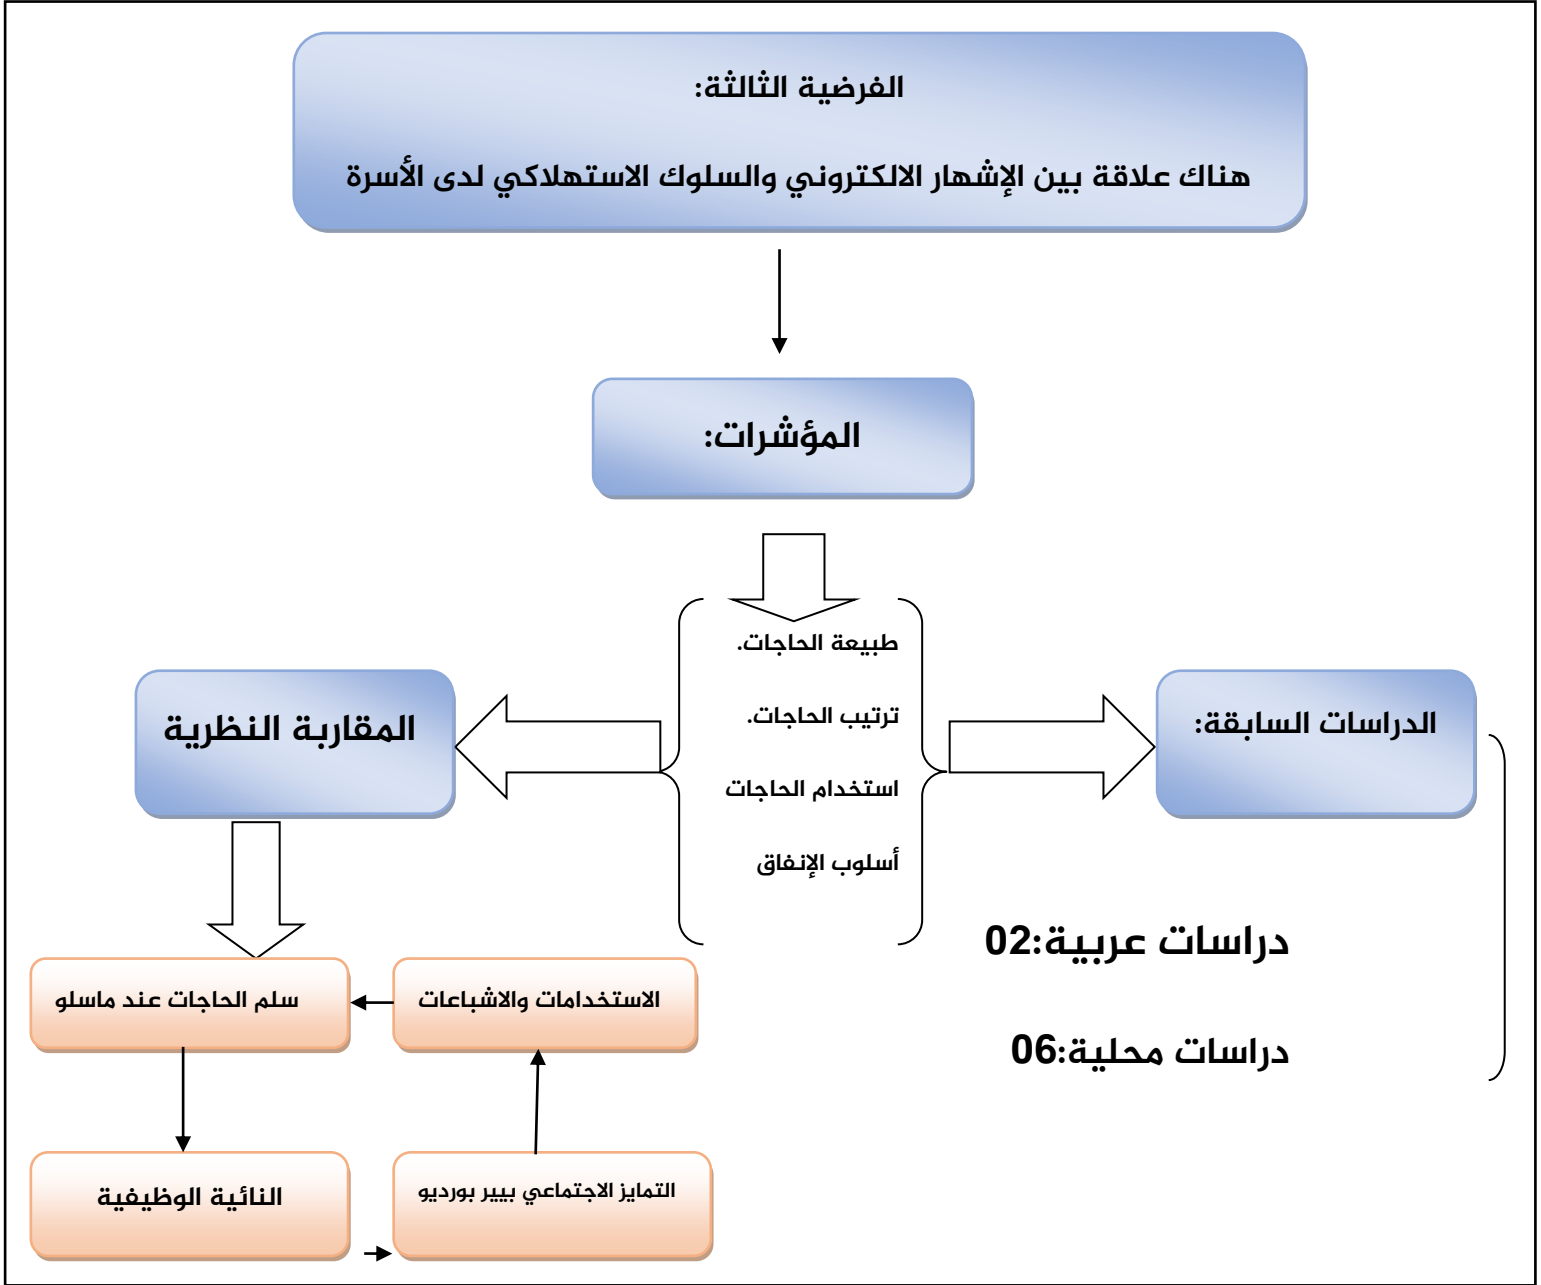 الفرضية الثالثة:
هناك علاقة بين الإشهار الالكتروني والسلوك الاستهلاكي لدى الأسرة
المؤشرات:
طبيعة الحاجات.
ترتيب الحاجات.
استخدام الحاجات
أسلوب الإنفاق
الدراسات السابقة:
دراسات عربية:02
دراسات محلية:06
المقاربة النظرية
سلم الحاجات عند ماسلو
الاستخدامات والاشباعات
النائية الوظيفية
التمايز الاجتماعي بيير بورديو